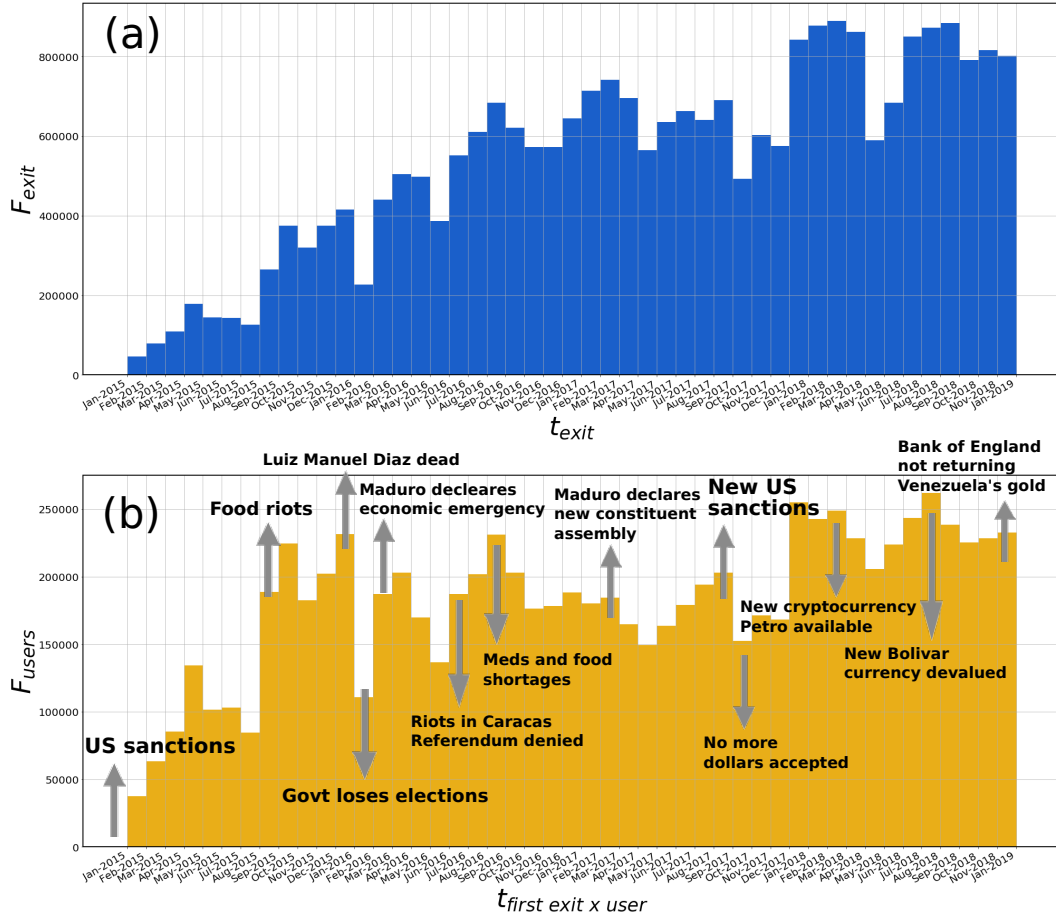 (a)
F_exit
800000
600000
400000
200000
0
Jan-2015
Feb-2015
Mar-2015
Apr-2015
May-2015
Jun-2015
Jul-2015
Aug-2015
Sep-2015
Oct-2015
Nov-2015
Dec-2015
Jan-2016
Feb-2016
Mar-2016
Apr-2016
May-2016
Jun-2016
Jul-2016
Aug-2016
Sep-2016
Oct-2016
Nov-2016
Dec-2016
Jan-2017
Feb-2017
Mar-2017
Apr-2017
May-2017
Jun-2017
Jul-2017
Aug-2017
Sep-2017
Oct-2017
Nov-2017
Dec-2017
Jan-2018
Feb-2018
Mar-2018
Apr-2018
May-2018
Jun-2018
Jul-2018
Aug-2018
Sep-2018
Oct-2018
Nov-2018
Jan-2019
t_exit
(b)
F_users
250000
200000
150000
100000
50000
0
US sanctions
Food riots
Luiz Manuel Diaz dead
Govt loses elections
Maduro decleares
economic emergency
Riots in Caracas
Referendum denied
Meds and food
shortages
Maduro declares
new constituent
assembly
New US
sanctions
No more
dollars accepted
New cryptocurrency
Petro available
New Bolivar
currency devalued
Bank of England
not returning
Venezuela's gold
Jan-2015
Feb-2015
Mar-2015
Apr-2015
May-2015
Jun-2015
Jul-2015
Aug-2015
Sep-2015
Oct-2015
Nov-2015
Dec-2015
Jan-2016
Feb-2016
Mar-2016
Apr-2016
May-2016
Jun-2016
Jul-2016
Aug-2016
Sep-2016
Oct-2016
Nov-2016
Dec-2016
Jan-2017
Feb-2017
Mar-2017
Apr-2017
May-2017
Jun-2017
Jul-2017
Aug-2017
Sep-2017
Oct-2017
Nov-2017
Dec-2017
Jan-2018
Feb-2018
Mar-2018
Apr-2018
May-2018
Jun-2018
Jul-2018
Aug-2018
Sep-2018
Oct-2018
Nov-2018
Jan-2019
t_first exit x user